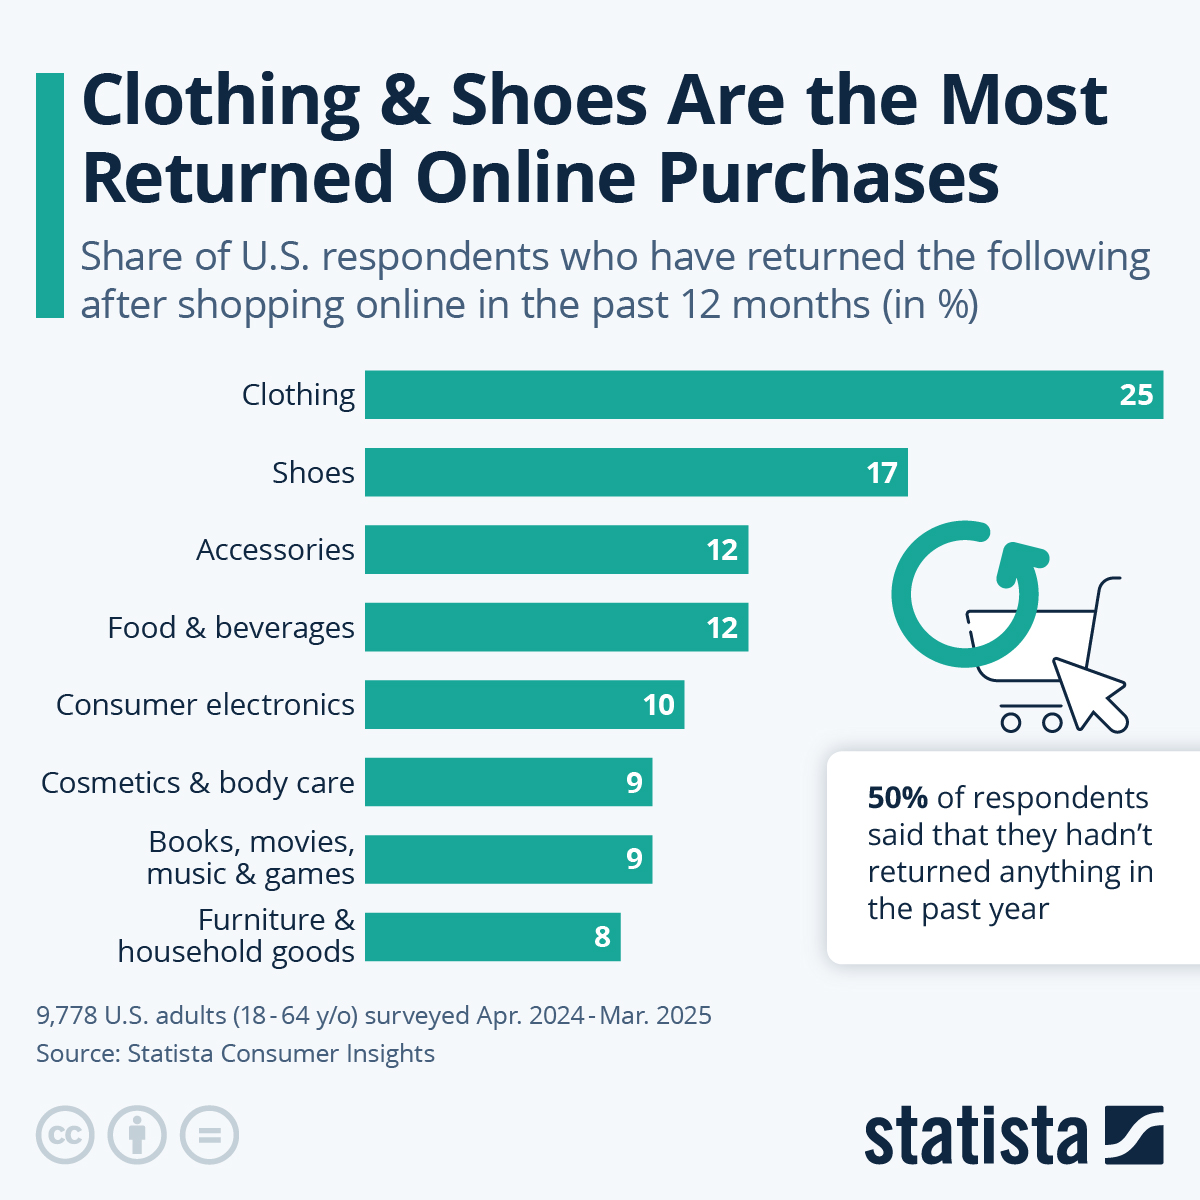 Clothing & Shoes Are the Most
Returned Online Purchases
Share of U.S. respondents who have returned the following
after shopping online in the past 12 months (in %)
Clothing 25
Shoes 17
Accessories 12
Food & beverages 12
Consumer electronics 10
Cosmetics & body care 9
Books, movies,
music & games 9
Furniture &
household goods 8
50% of respondents
said that they hadn't
returned anything in
the past year
9,778 U.S. adults (18-64 y/o) surveyed Apr. 2024-Mar. 2025
Source: Statista Consumer Insights
cc
statista